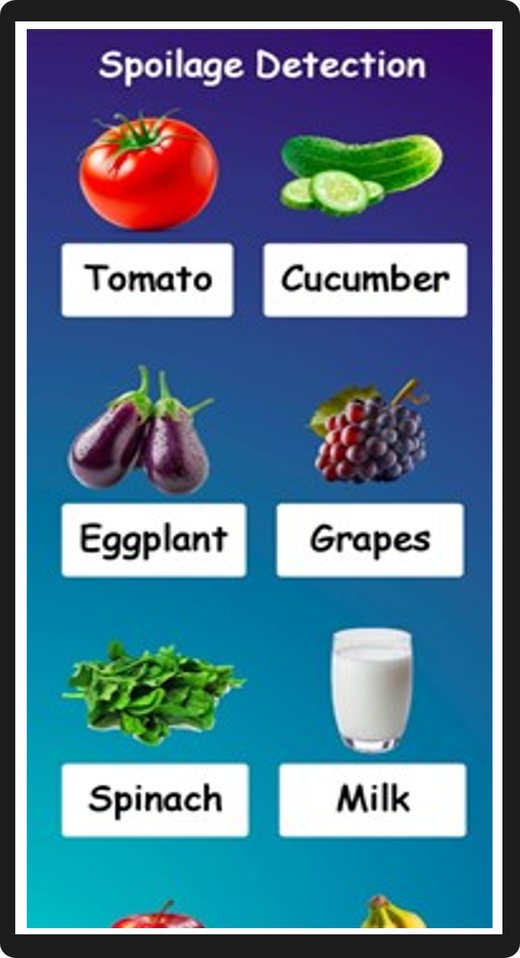 Spoilage Detection
Tomato
Cucumber
Eggplant
Grapes
Spinach
Milk